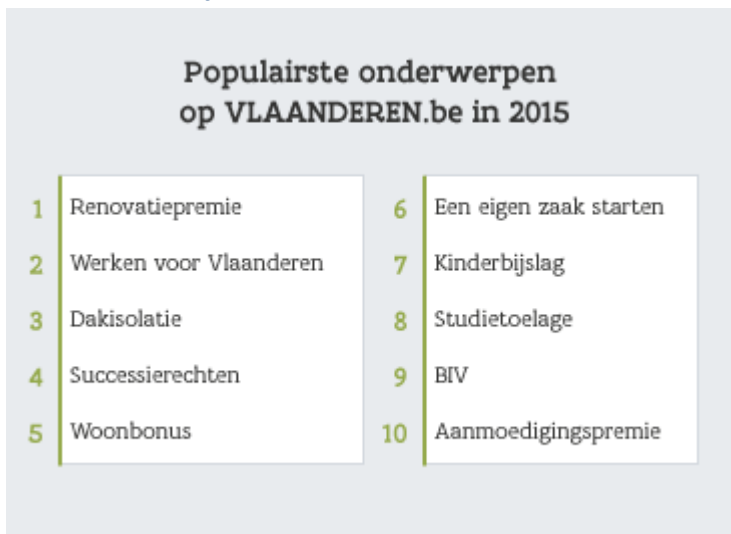 Populairste onderwerpen
op VLAANDEREN.be in 2015
1 Renovatiepremie
2 Werken voor Vlaanderen
3 Dakisolatie
4 Successierechten
5 Woonbonus
6 Een eigen zaak starten
7 Kinderbijslag
8 Studietoelage
9 BIV
10 Aanmoedigingspremie